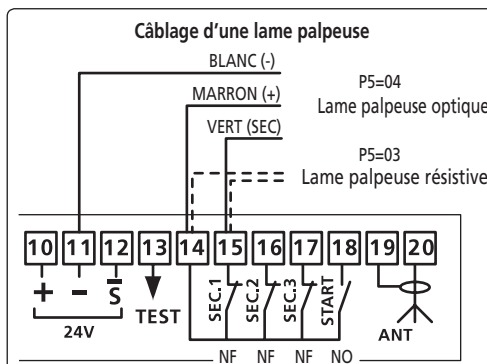 Câblage d'une lame palpeuse
BLANC (-)
P5=04
MARRON (+)
Lame palpeuse optique
VERT (SEC)
P5=03
Lame palpeuse résistive
10 11 12 13 14 15 16 17 18 19 20
+ - S
24V
TEST
SEC.1
SEC.2
SEC.3
START
ANT
NF NF NF NO